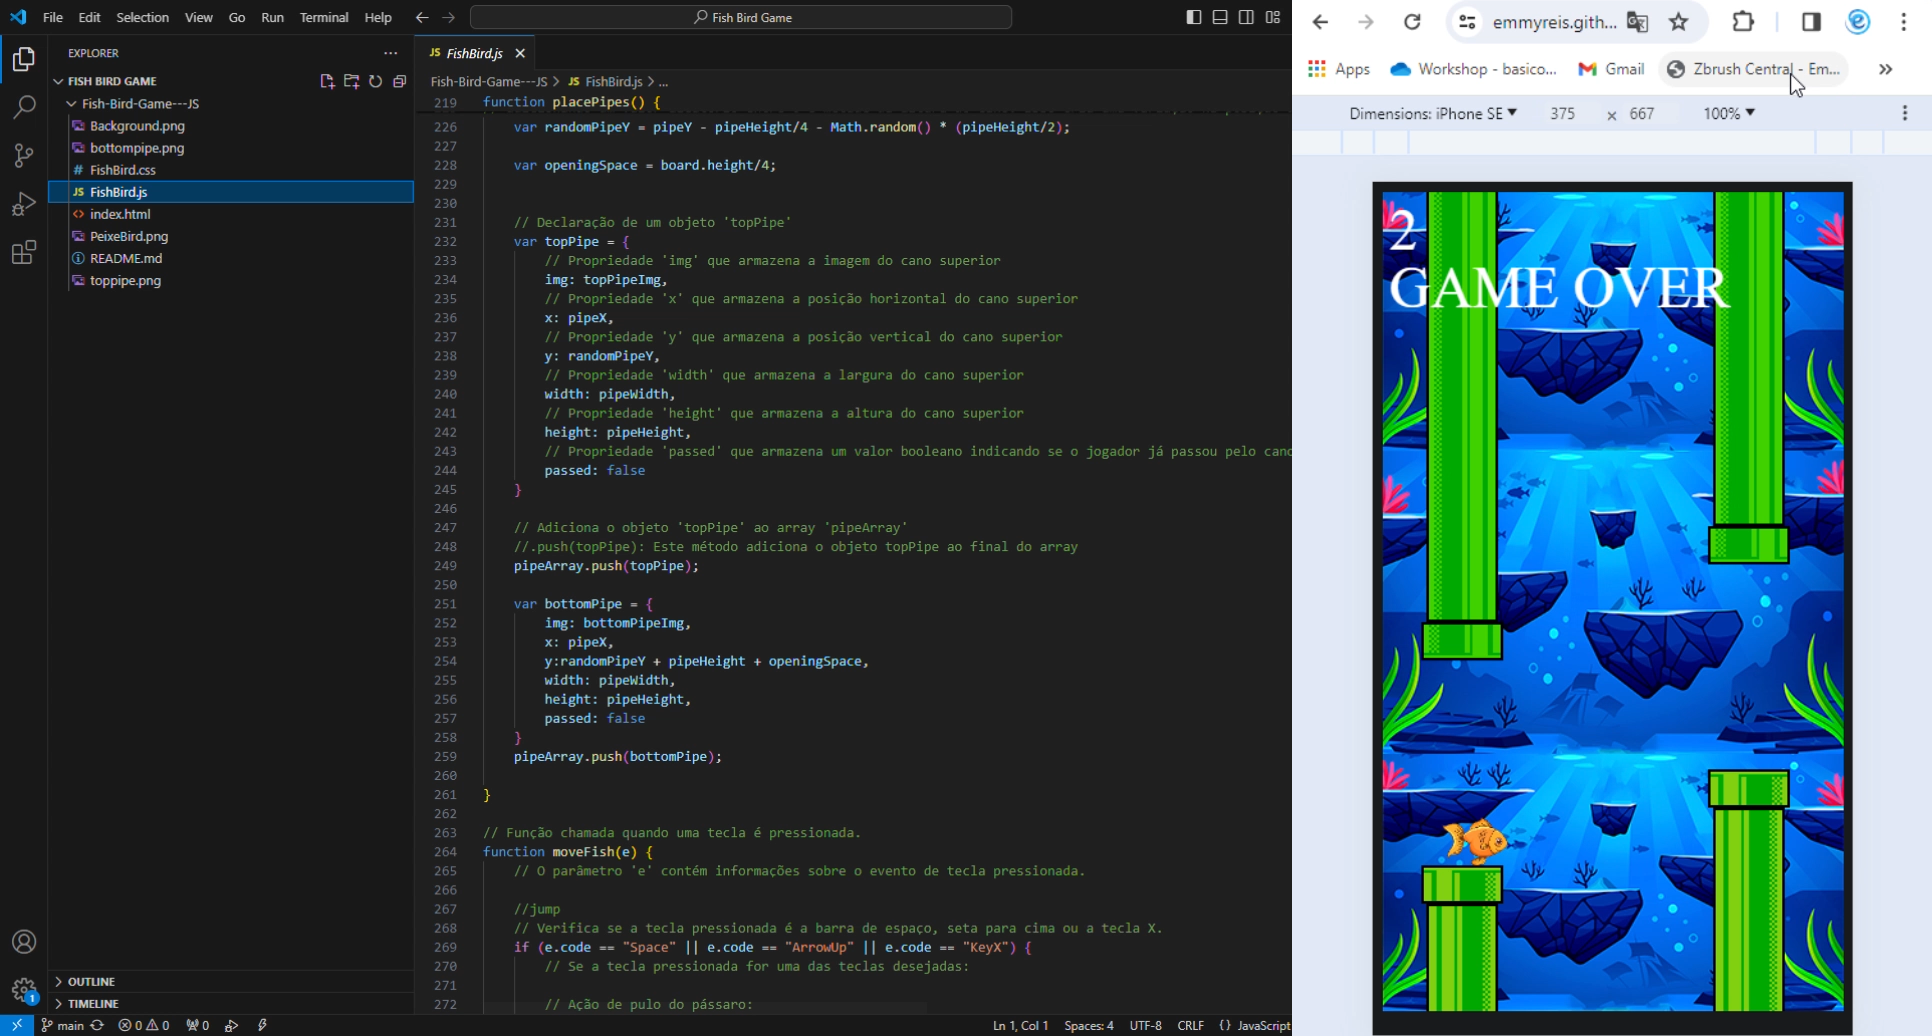 File Edit Selection View Go Run Terminal Help
Fish Bird Game
EXPLORER
FISH BIRD GAME
Fish-Bird-Game---JS
Background.png
bottompipe.png
# FishBird.css
JS FishBird.js
<> index.html
PeixeBird.png
README.md
toppipe.png
OUTLINE
TIMELINE
1
main 0 0 0
JS FishBird.js
Fish-Bird-Game---JS > JS FishBird.js > ...
219 function placePipes() {
226 var randomPipeY = pipeY - pipeHeight/4 - Math.random() * (pipeHeight/2);
227
228 var openingSpace = board.height/4;
229
230
231 // Declaração de um objeto 'topPipe'
232 var topPipe = {
233 // Propriedade 'img' que armazena a imagem do cano superior
234 img: topPipeImg,
235 // Propriedade 'x' que armazena a posição horizontal do cano superior
236 x: pipeX,
237 // Propriedade 'y' que armazena a posição vertical do cano superior
238 y: randomPipeY,
239 // Propriedade 'width' que armazena a largura do cano superior
240 width: pipeWidth,
241 // Propriedade 'height' que armazena a altura do cano superior
242 height: pipeHeight,
243 // Propriedade 'passed' que armazena um valor booleano indicando se o jogador já passou pelo cano
244 passed: false
245 }
246
247 // Adiciona o objeto 'topPipe' ao array 'pipeArray'
248 //.push(topPipe): Este método adiciona o objeto topPipe ao final do array
249 pipeArray.push(topPipe);
250
251 var bottomPipe = {
252 img: bottomPipeImg,
253 x: pipeX,
254 y:randomPipeY + pipeHeight + openingSpace,
255 width: pipeWidth,
256 height: pipeHeight,
257 passed: false
258 }
259 pipeArray.push(bottomPipe);
260
261 }
262
263 // Função chamada quando uma tecla é pressionada.
264 function moveFish(e) {
265 // O parâmetro 'e' contém informações sobre o evento de tecla pressionada.
266
267 //jump
268 // Verifica se a tecla pressionada é a barra de espaço, seta para cima ou a tecla X.
269 if (e.code == "Space" || e.code == "ArrowUp" || e.code == "KeyX") {
270 // Se a tecla pressionada for uma das teclas desejadas:
271
272 // Ação de pulo do pássaro:
Ln 1, Col 1 Spaces: 4 UTF-8 CRLF {} JavaScript
emmyreis.gith...
Apps Workshop - basico... Gmail Zbrush Central - Em... »
Dimensions: iPhone SE 375 x 667 100%
2
GAME OVER